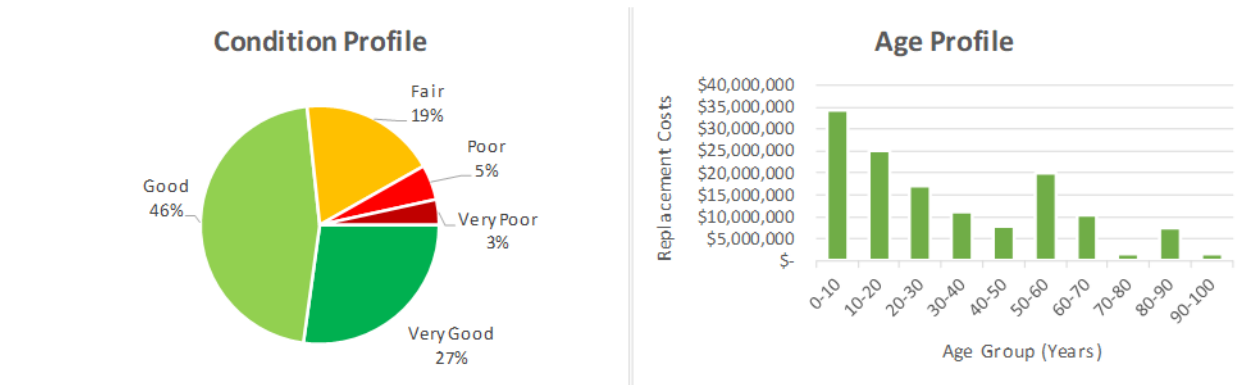 Condition Profile
Fair
19%
Poor
5%
Good
46%
Very Poor
3%
Very Good
27%
Age Profile
Replacement Costs
$40,000,000
$35,000,000
$30,000,000
$25,000,000
$20,000,000
$15,000,000
$10,000,000
$5,000,000
$-
0-10
10-20
20-30
30-40
40-50
50-60
60-70
70-80
80-90
90-100
Age Group (Years)